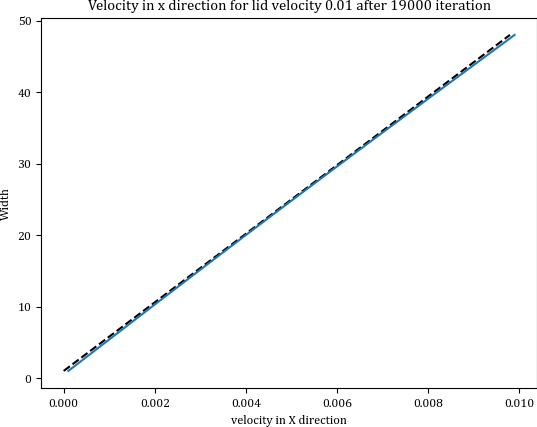 Velocity in x direction for lid velocity 0.01 after 19000 iteration
50
40
30
20
10
0
Width
0.000 0.002 0.004 0.006 0.008 0.010
velocity in X direction